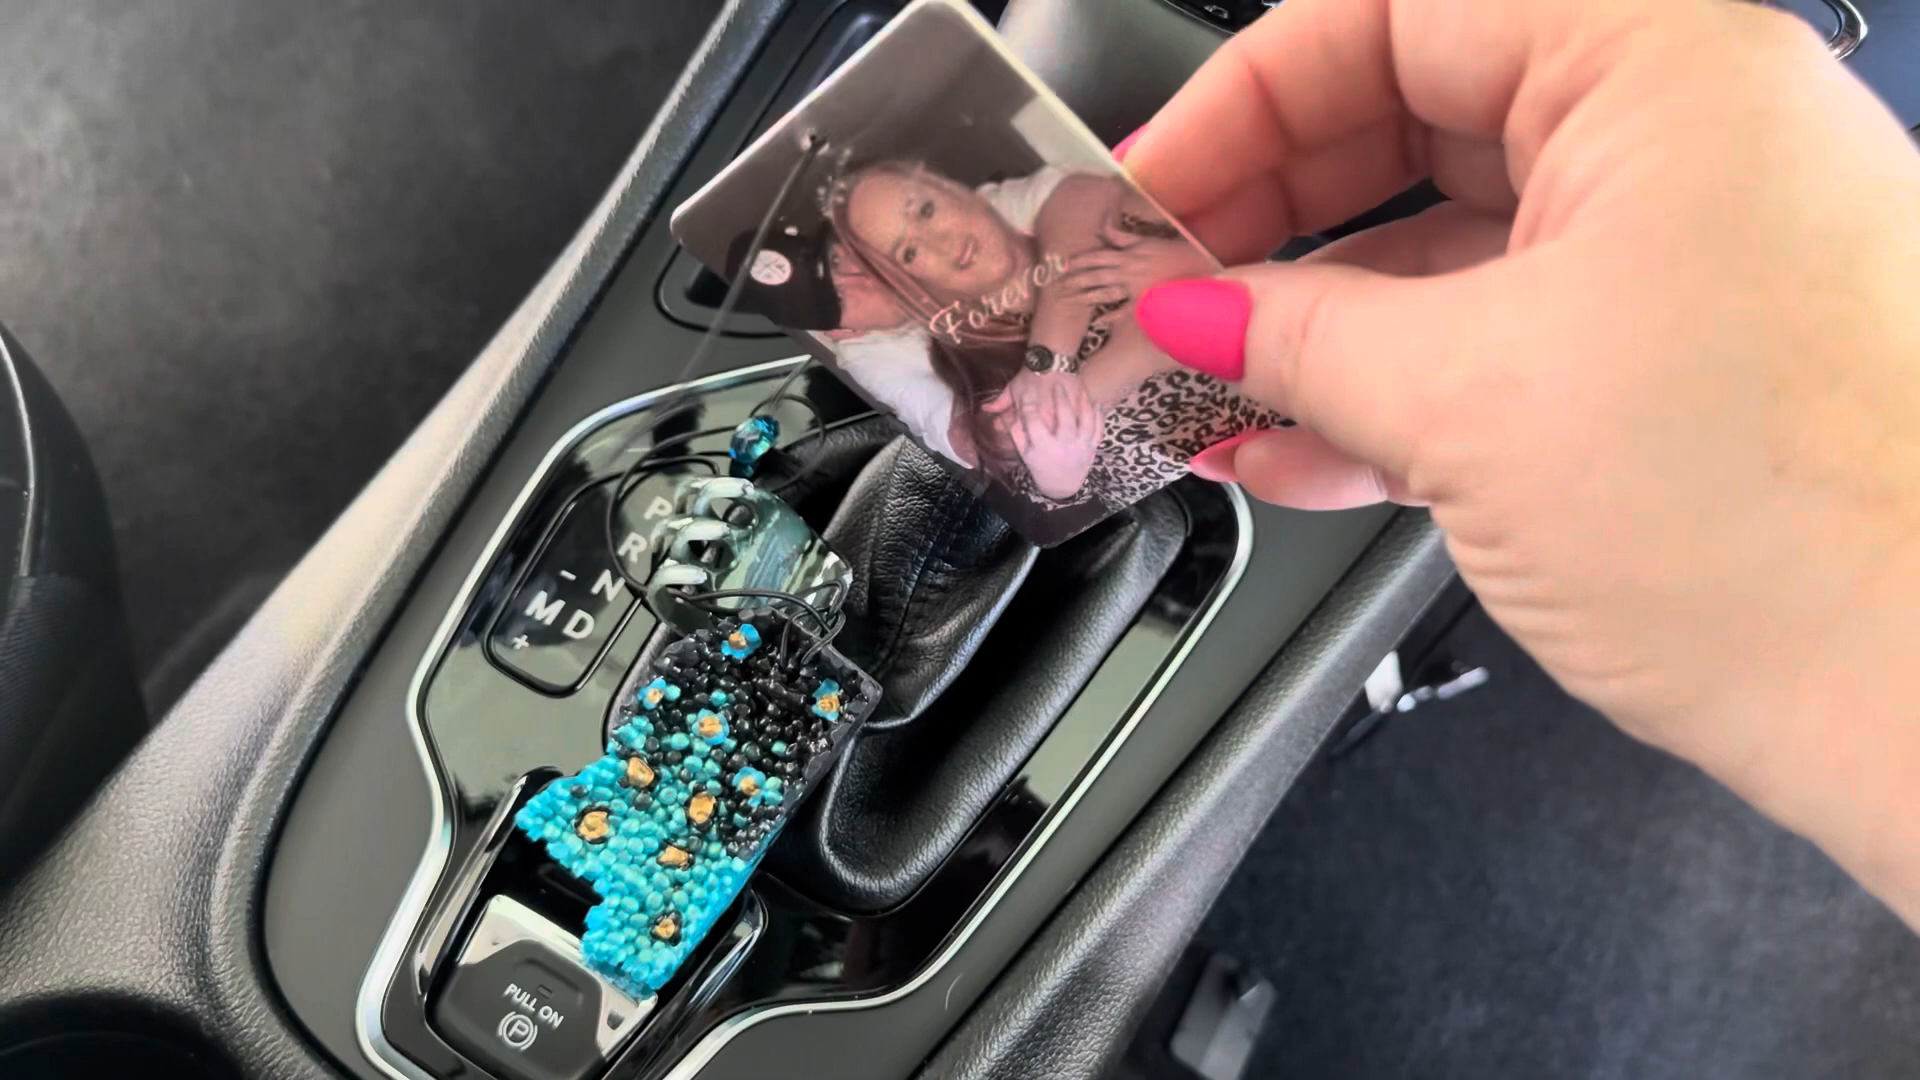 Forever
P
R
- N
M D
+
PULL ON
(P)